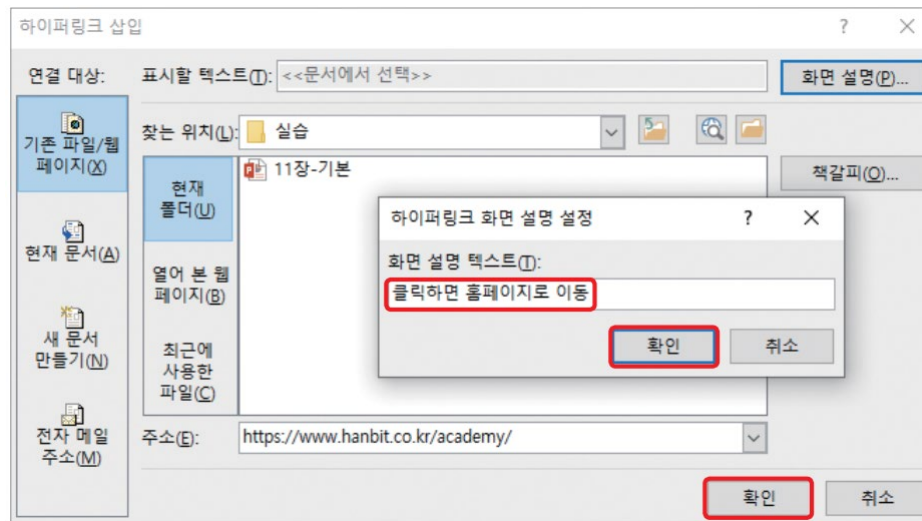 하이퍼링크 삽입
연결 대상:
표시할 텍스트(T): <<문서에서 선택>>
화면 설명(P)...
기존 파일/웹
페이지(X)
현재 문서(A)
새 문서
만들기(N)
전자 메일
주소(M)
찾는 위치(L): 실습
현재
폴더(U)
열어 본 웹
페이지(B)
최근에
사용한
파일(C)
11장-기본
책갈피(O)...
하이퍼링크 화면 설명 설정
화면 설명 텍스트(T):
클릭하면 홈페이지로 이동
확인 취소
주소(E): https://www.hanbit.co.kr/academy/
확인 취소